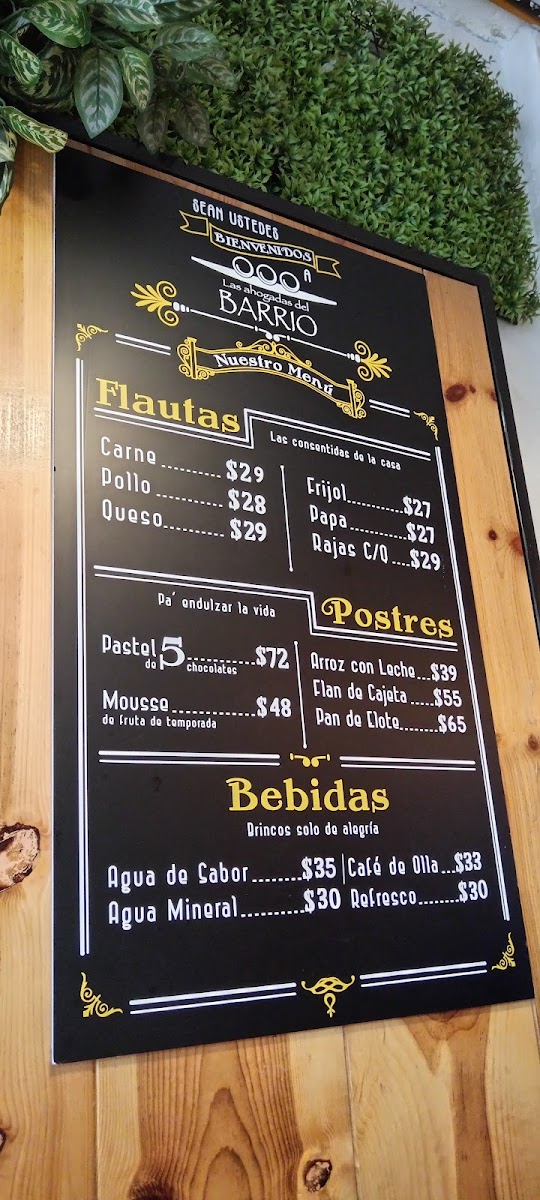 SEAN USTEDES
BIENVENIDOS
A
Las ahogadas del
BARRIO
Nuestro Menú
Flautas
Las consentidas de la casa
Carne.........$29
Pollo..........$28
Queso.........$29
Frijol...........$27
Papa...........$27
Rajas C/Q....$29
Pa' endulzar la vida
Postres
Pastel 5...........$72
de chocolates
Mousse.............$48
de fruta de temporada
Arroz con Leche...$39
Flan de Cajeta.....$55
Pan de Elote........$65
Bebidas
Brincos solo de alegría
Agua de Sabor.......$35
Agua Mineral..........$30
Café de Olla...$33
Refresco.......$30